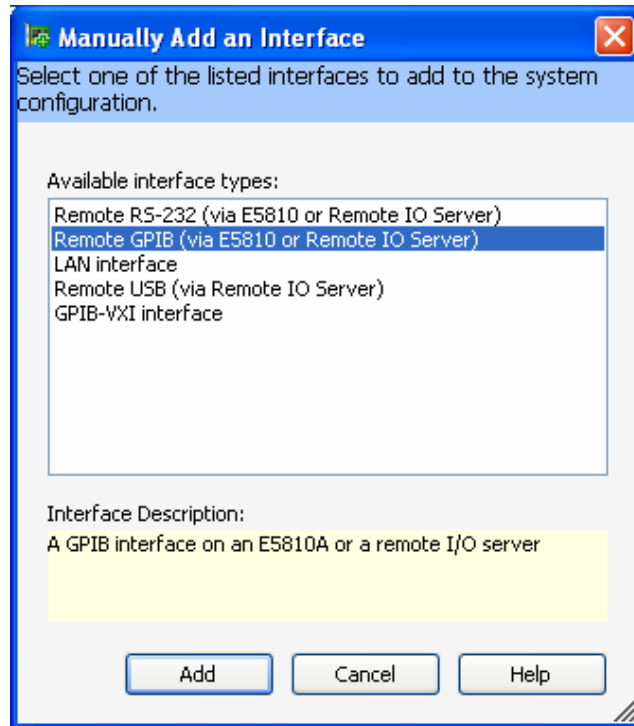 Manually Add an Interface
Select one of the listed interfaces to add to the system
configuration.
Available interface types:
Remote RS-232 (via E5810 or Remote IO Server)
Remote GPIB (via E5810 or Remote IO Server)
LAN interface
Remote USB (via Remote IO Server)
GPIB-VXI interface
Interface Description:
A GPIB interface on an E5810A or a remote I/O server
Add Cancel Help